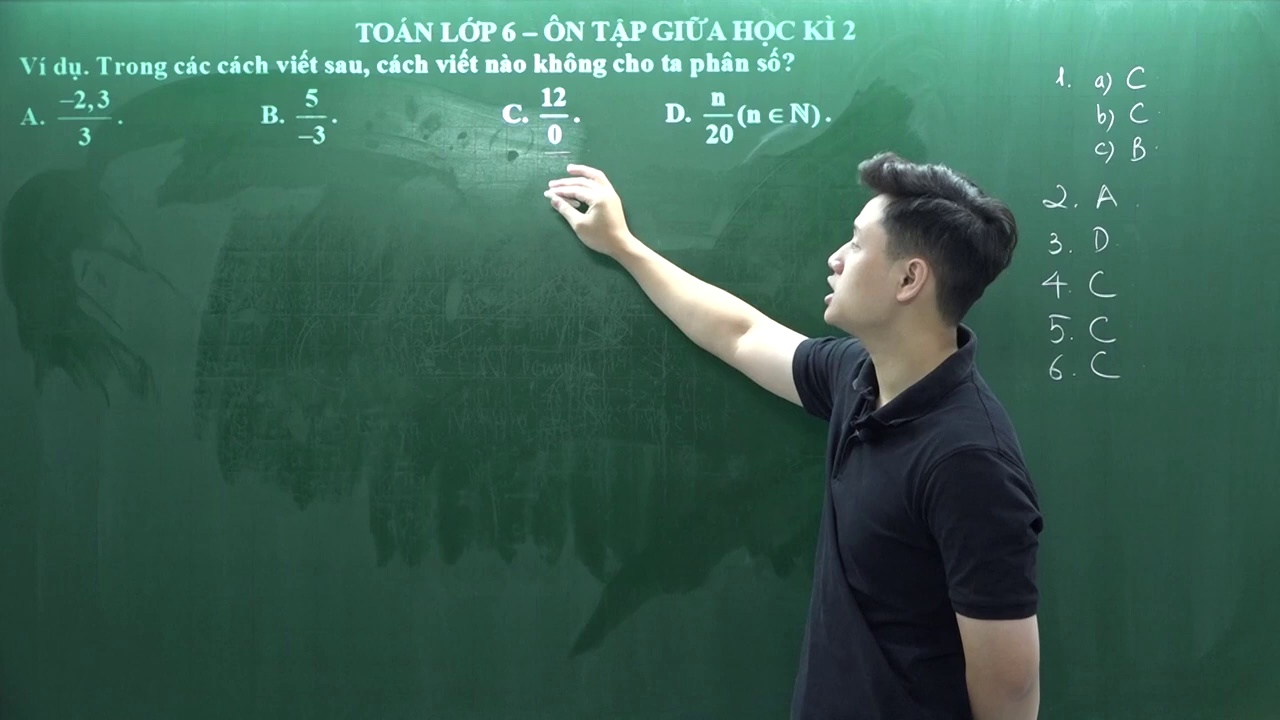 TOÁN LỚP 6 – ÔN TẬP GIỮA HỌC KÌ 2
Ví dụ. Trong các cách viết sau, cách viết nào không cho ta phân số?
A. −2,3/3. B. 5/−3. C. 12/0. D. n/20 (n ∈ N).
1. a) C
b) C
c) B
2. A
3. D
4. C
5. C
6. C